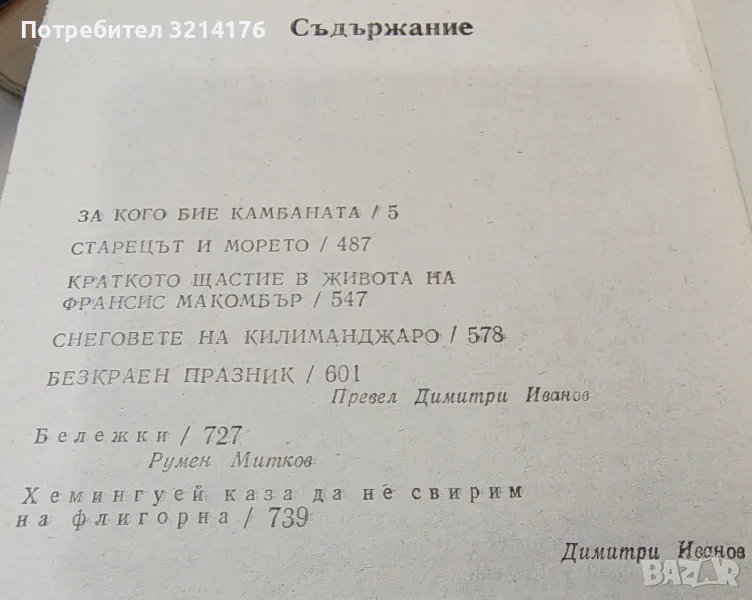 Потребител 3214176
Съдържание
ЗА КОГО БИЕ КАМБАНАТА / 5
СТАРЕЦЪТ И МОРЕТО / 487
КРАТКОТО ЩАСТИЕ В ЖИВОТА НА
ФРАНСИС МАКОМБЪР / 547
СНЕГОВЕТЕ НА КИЛИМАНДЖАРО / 578
БЕЗКРАЕН ПРАЗНИК / 601
Превел Димитри Иванов
Бележки / 727
Румен Митков
Хемингуей каза да не свирим
на флигорна / 739
Димитри Иванов
BAZAR